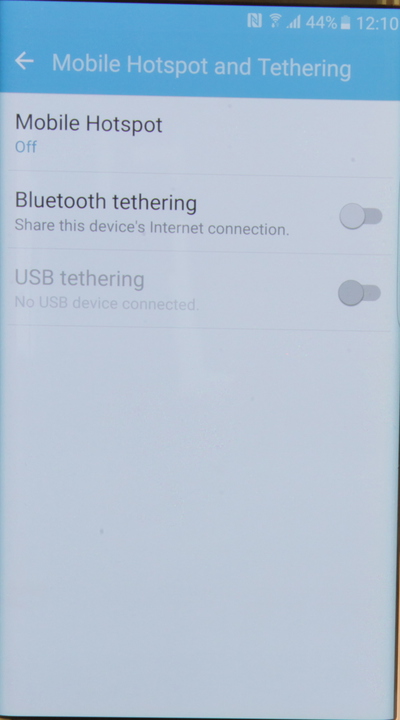 44% 12:10
Mobile Hotspot and Tethering
Mobile Hotspot
Off
Bluetooth tethering
Share this device's Internet connection.
USB tethering
No USB device connected.